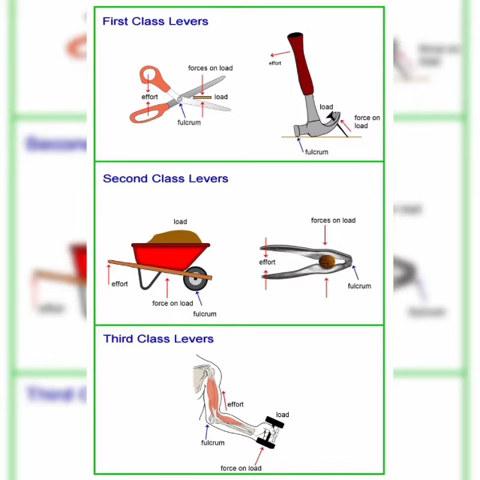 First Class Levers
forces on load
effort
load
fulcrum
effort
load
force on
load
fulcrum
Second Class Levers
load
effort
force on load
fulcrum
forces on load
effort
fulcrum
Third Class Levers
effort
load
fulcrum
force on load